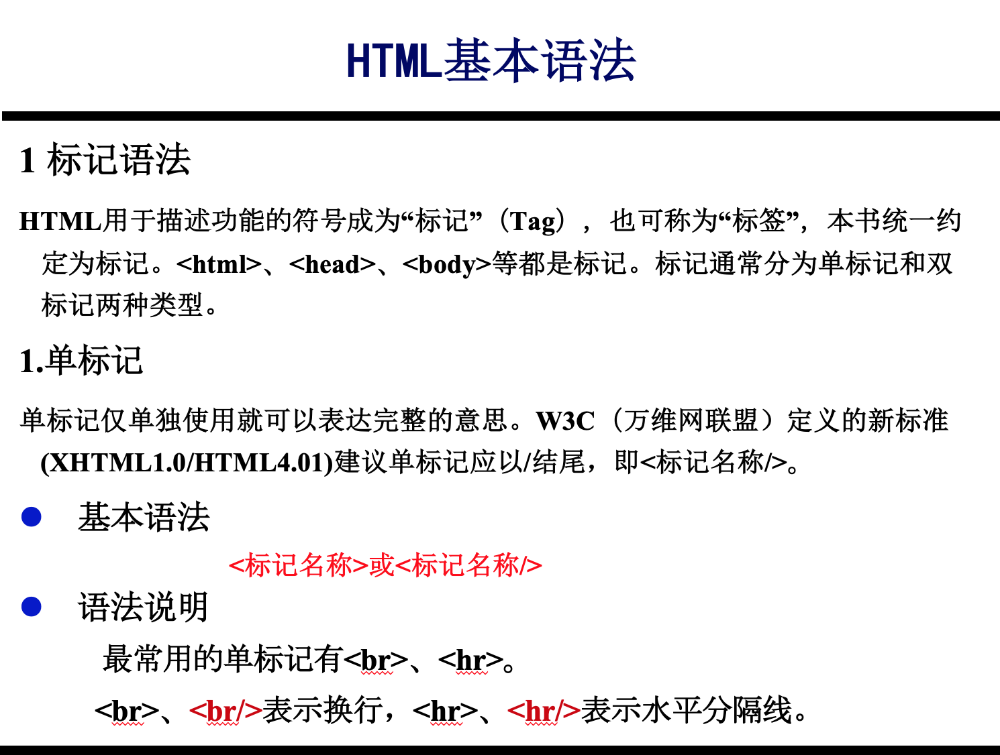 HTML基本语法
1 标记语法
HTML用于描述功能的符号成为“标记”（Tag），也可称为“标签”，本书统一约
定为标记。<html>、<head>、<body>等都是标记。标记通常分为单标记和双
标记两种类型。
1.单标记
单标记仅单独使用就可以表达完整的意思。W3C（万维网联盟）定义的新标准
(XHTML1.0/HTML4.01)建议单标记应以/结尾，即<标记名称/>。
● 基本语法
<标记名称>或<标记名称/>
● 语法说明
最常用的单标记有<br>、<hr>。
<br>、<br/>表示换行，<hr>、<hr/>表示水平分隔线。